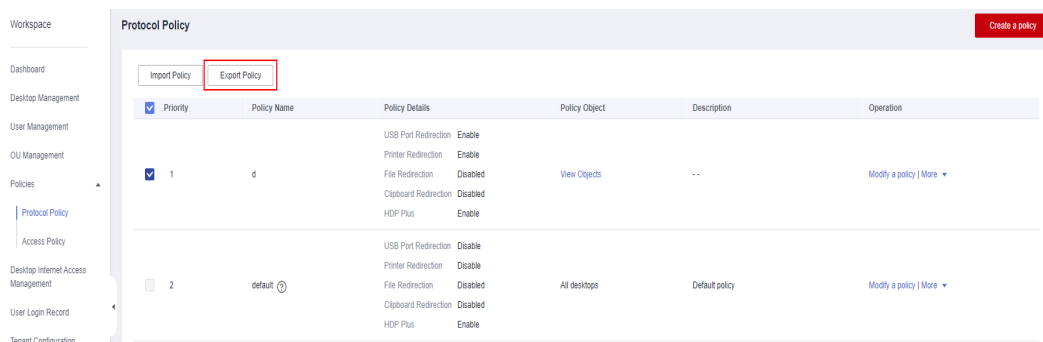 Workspace
Dashboard
Desktop Management
User Management
OU Management
Policies
Protocol Policy
Access Policy
Desktop Internet Access
Management
User Login Record
Tenant Configuration
Protocol Policy
Create a policy
Import Policy Export Policy
Priority Policy Name Policy Details Policy Object Description Operation
USB Port Redirection Enable
Printer Redirection Enable
1 d File Redirection Disabled View Objects -- Modify a policy | More
Clipboard Redirection Disabled
HDP Plus Enable
USB Port Redirection Disable
Printer Redirection Disable
2 default ? File Redirection Disabled All desktops Default policy Modify a policy | More
Clipboard Redirection Disabled
HDP Plus Enable